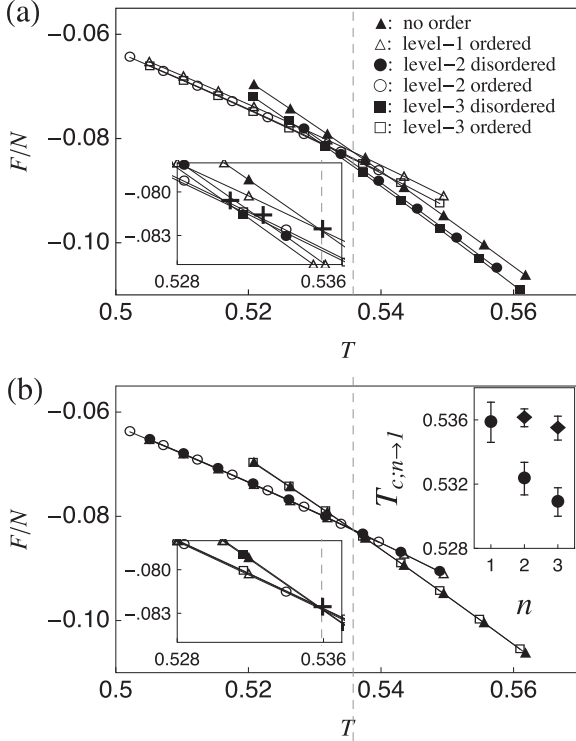 (a)
−0.06
−0.08
−0.10
F/N
▲: no order
△: level−1 ordered
●: level−2 disordered
○: level−2 ordered
■: level−3 disordered
□: level−3 ordered
−.080
−.083
0.528 0.536
0.5 0.52 0.54 0.56
T
(b)
−0.06
−0.08
−0.10
F/N
−.080
−.083
0.528 0.536
0.536
0.532
0.528
T_{c;n→1}
1 2 3
n
0.5 0.52 0.54 0.56
T